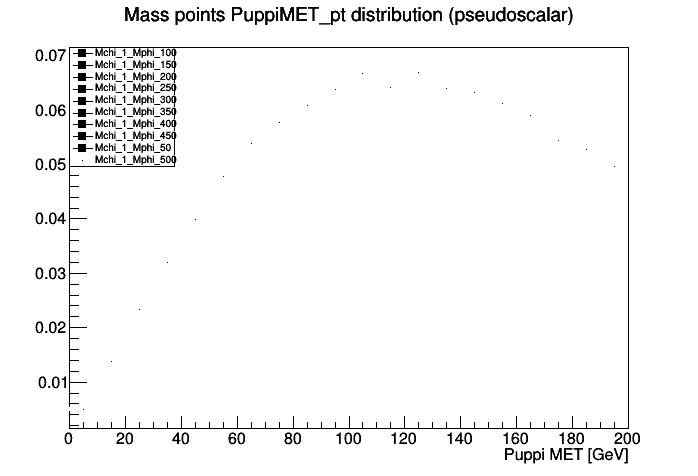 Mass points PuppiMET_pt distribution (pseudoscalar)
0.07
Mchi_1_Mphi_100
Mchi_1_Mphi_150
Mchi_1_Mphi_200
Mchi_1_Mphi_250
Mchi_1_Mphi_300
Mchi_1_Mphi_350
Mchi_1_Mphi_400
Mchi_1_Mphi_450
Mchi_1_Mphi_50
Mchi_1_Mphi_500
0.06
0.05
0.04
0.03
0.02
0.01
0 20 40 60 80 100 120 140 160 180 200
Puppi MET [GeV]